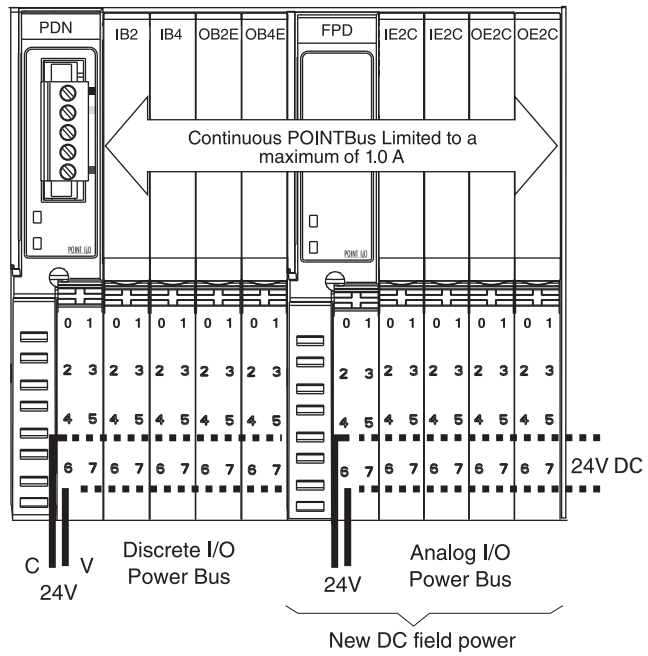 PDN IB2 IB4 OB2E OB4E FPD IE2C IE2C OE2C OE2C
Continuous POINTBus Limited to a
maximum of 1.0 A
POINT I/O POINT I/O
0 1 0 1 0 1 0 1 0 1 0 1 0 1 0 1 0 1 0 1
2 3 2 3 2 3 2 3 2 3 2 3 2 3 2 3 2 3 2 3
4 5 4 5 4 5 4 5 4 5 4 5 4 5 4 5 4 5 4 5
6 7 6 7 6 7 6 7 6 7 6 7 6 7 6 7 6 7 6 7
24V DC
C V
24V
Discrete I/O
Power Bus
24V
Analog I/O
Power Bus
New DC field power